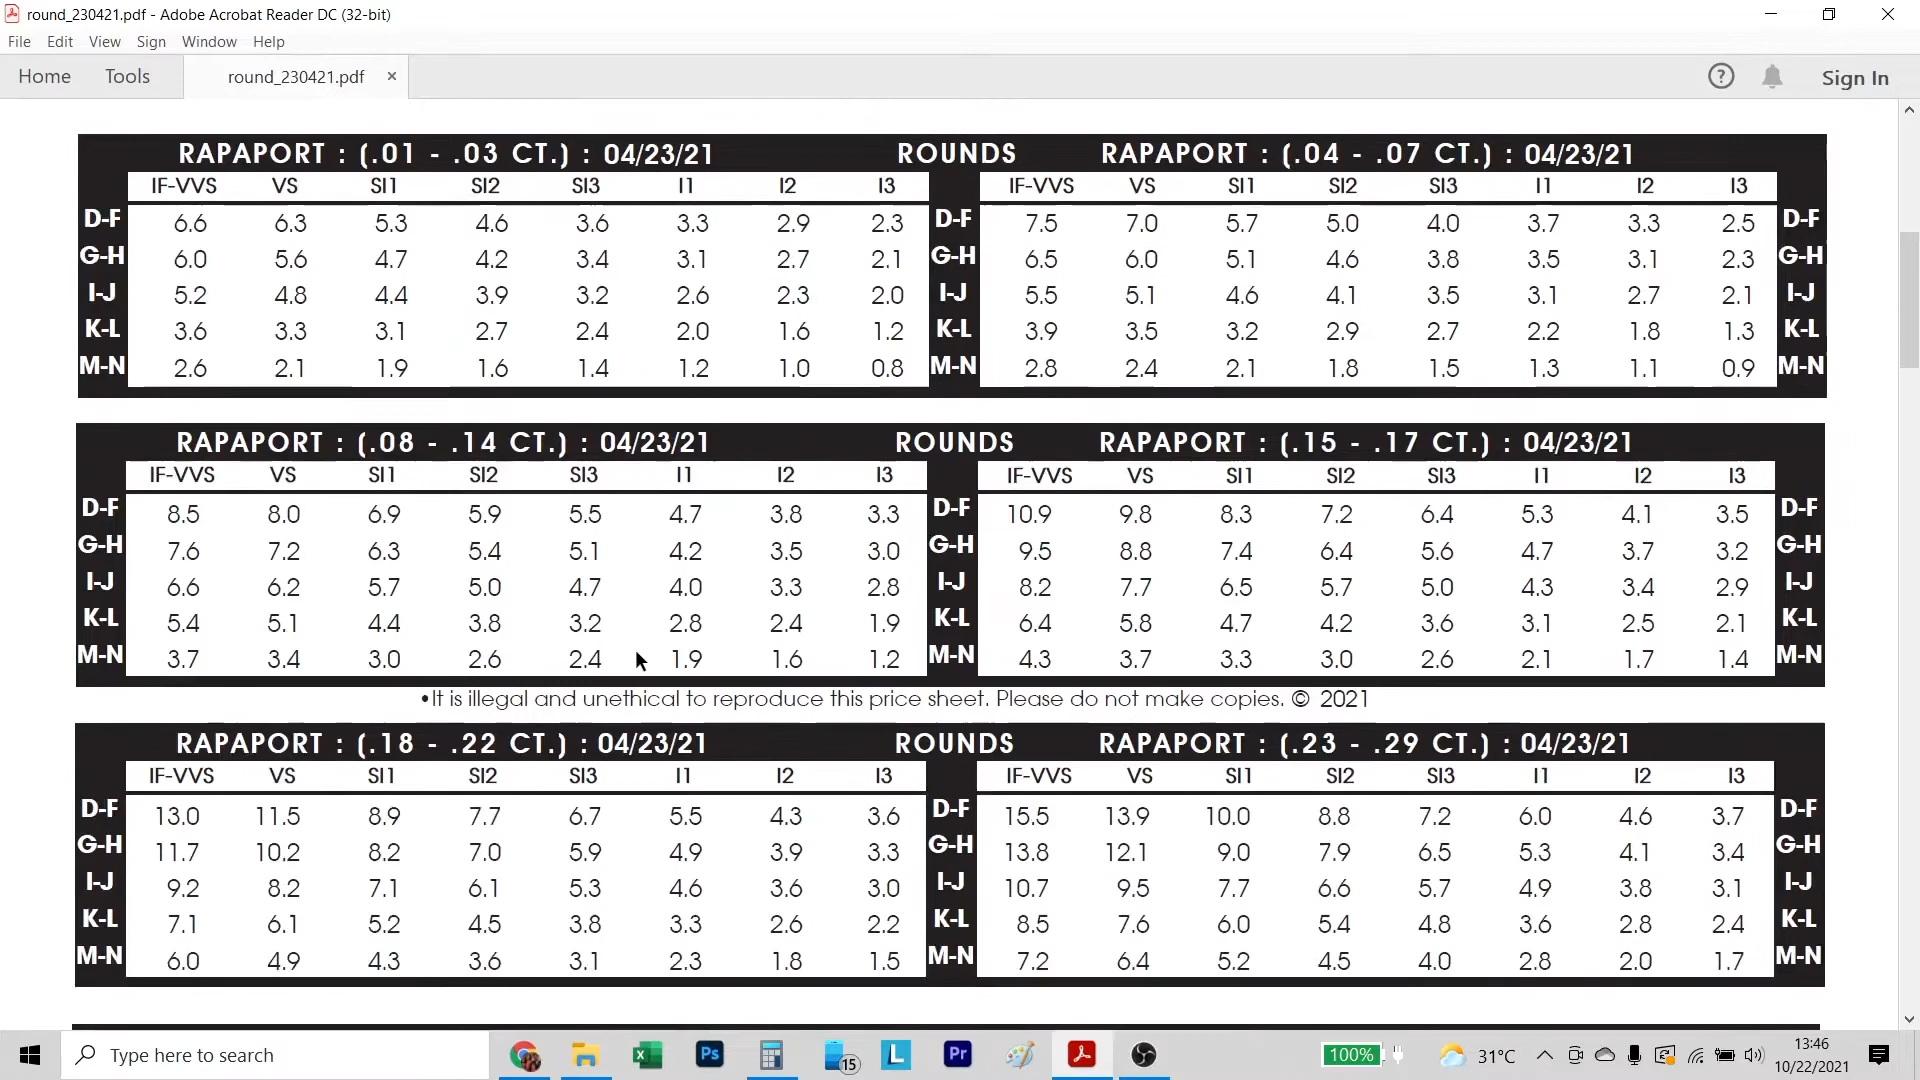 round_230421.pdf - Adobe Acrobat Reader DC (32-bit)
File Edit View Sign Window Help
Home Tools round_230421.pdf × ? Sign In
RAPAPORT : (.01 - .03 CT.) : 04/23/21 ROUNDS RAPAPORT : (.04 - .07 CT.) : 04/23/21
IF-VVS VS SI1 SI2 SI3 I1 I2 I3 IF-VVS VS SI1 SI2 SI3 I1 I2 I3
D-F 6.6 6.3 5.3 4.6 3.6 3.3 2.9 2.3 D-F 7.5 7.0 5.7 5.0 4.0 3.7 3.3 2.5 D-F
G-H 6.0 5.6 4.7 4.2 3.4 3.1 2.7 2.1 G-H 6.5 6.0 5.1 4.6 3.8 3.5 3.1 2.3 G-H
I-J 5.2 4.8 4.4 3.9 3.2 2.6 2.3 2.0 I-J 5.5 5.1 4.6 4.1 3.5 3.1 2.7 2.1 I-J
K-L 3.6 3.3 3.1 2.7 2.4 2.0 1.6 1.2 K-L 3.9 3.5 3.2 2.9 2.7 2.2 1.8 1.3 K-L
M-N 2.6 2.1 1.9 1.6 1.4 1.2 1.0 0.8 M-N 2.8 2.4 2.1 1.8 1.5 1.3 1.1 0.9 M-N
RAPAPORT : (.08 - .14 CT.) : 04/23/21 ROUNDS RAPAPORT : (.15 - .17 CT.) : 04/23/21
IF-VVS VS SI1 SI2 SI3 I1 I2 I3 IF-VVS VS SI1 SI2 SI3 I1 I2 I3
D-F 8.5 8.0 6.9 5.9 5.5 4.7 3.8 3.3 D-F 10.9 9.8 8.3 7.2 6.4 5.3 4.1 3.5 D-F
G-H 7.6 7.2 6.3 5.4 5.1 4.2 3.5 3.0 G-H 9.5 8.8 7.4 6.4 5.6 4.7 3.7 3.2 G-H
I-J 6.6 6.2 5.7 5.0 4.7 4.0 3.3 2.8 I-J 8.2 7.7 6.5 5.7 5.0 4.3 3.4 2.9 I-J
K-L 5.4 5.1 4.4 3.8 3.2 2.8 2.4 1.9 K-L 6.4 5.8 4.7 4.2 3.6 3.1 2.5 2.1 K-L
M-N 3.7 3.4 3.0 2.6 2.4 1.9 1.6 1.2 M-N 4.3 3.7 3.3 3.0 2.6 2.1 1.7 1.4 M-N
•It is illegal and unethical to reproduce this price sheet. Please do not make copies. © 2021
RAPAPORT : (.18 - .22 CT.) : 04/23/21 ROUNDS RAPAPORT : (.23 - .29 CT.) : 04/23/21
IF-VVS VS SI1 SI2 SI3 I1 I2 I3 IF-VVS VS SI1 SI2 SI3 I1 I2 I3
D-F 13.0 11.5 8.9 7.7 6.7 5.5 4.3 3.6 D-F 15.5 13.9 10.0 8.8 7.2 6.0 4.6 3.7 D-F
G-H 11.7 10.2 8.2 7.0 5.9 4.9 3.9 3.3 G-H 13.8 12.1 9.0 7.9 6.5 5.3 4.1 3.4 G-H
I-J 9.2 8.2 7.1 6.1 5.3 4.6 3.6 3.0 I-J 10.7 9.5 7.7 6.6 5.7 4.9 3.8 3.1 I-J
K-L 7.1 6.1 5.2 4.5 3.8 3.3 2.6 2.2 K-L 8.5 7.6 6.0 5.4 4.8 3.6 2.8 2.4 K-L
M-N 6.0 4.9 4.3 3.6 3.1 2.3 1.8 1.5 M-N 7.2 6.4 5.2 4.5 4.0 2.8 2.0 1.7 M-N
Type here to search Ps 15 L Pr 100% 31°C 13:46
10/22/2021